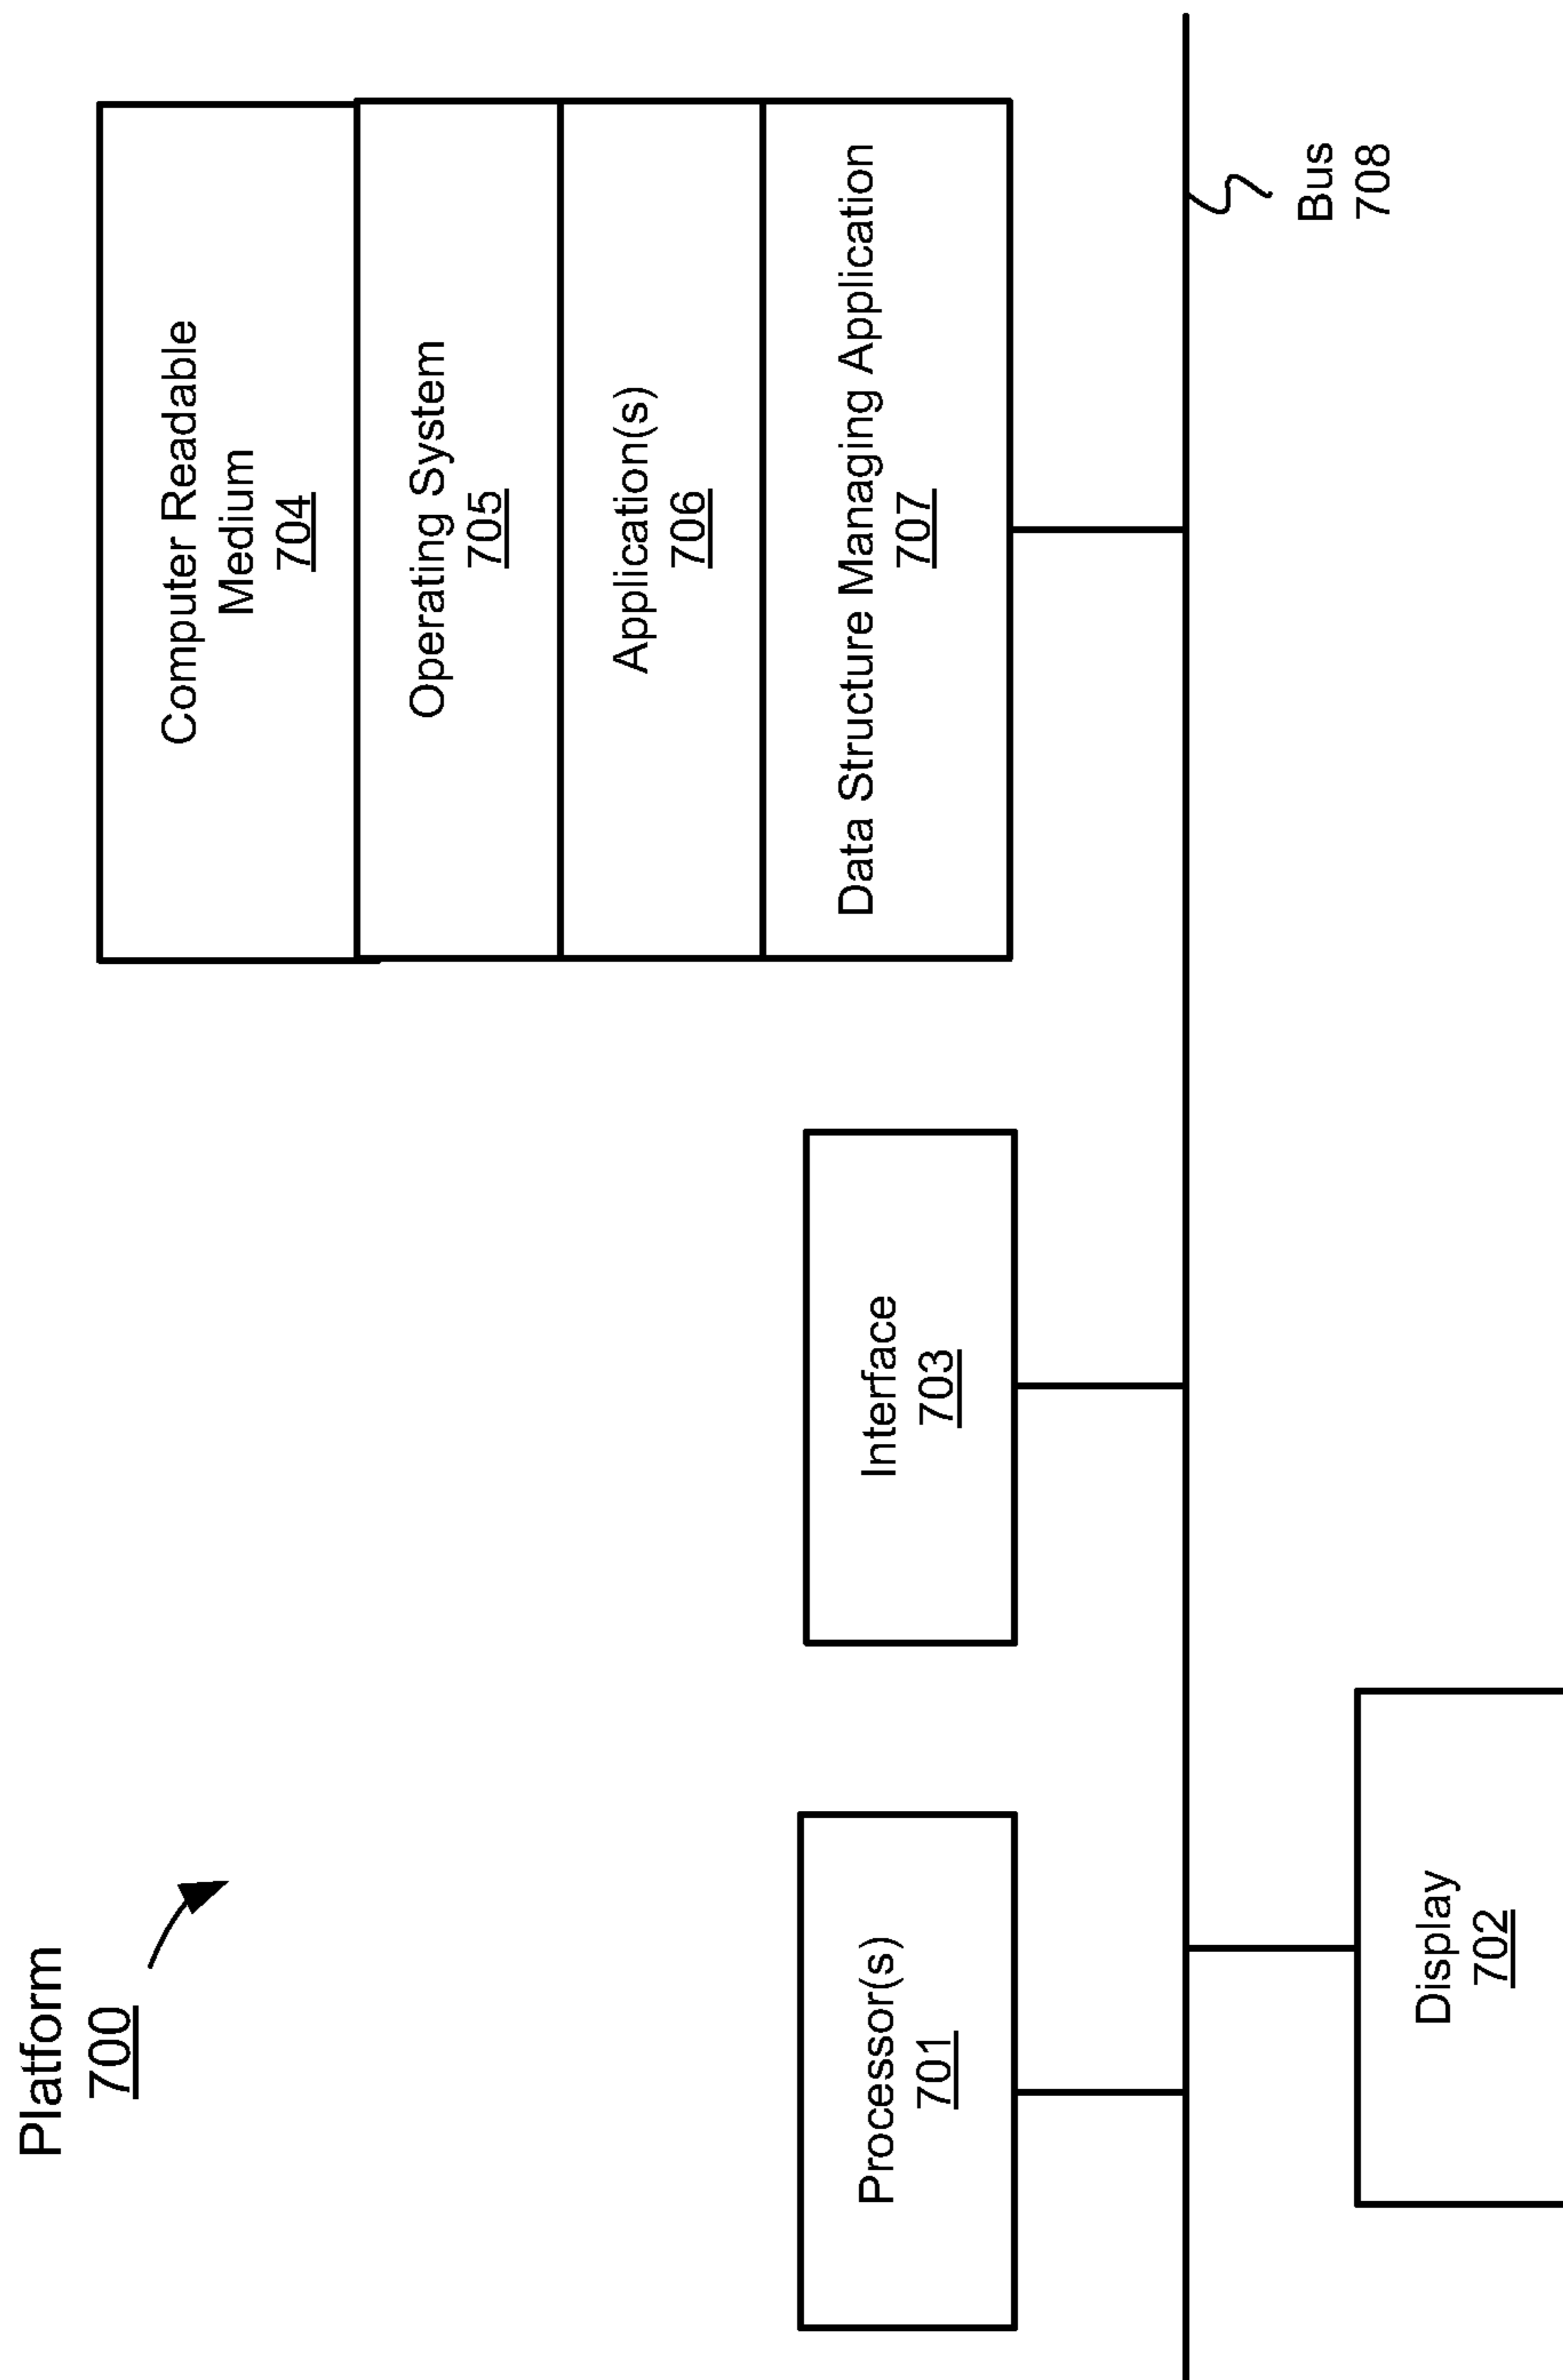 Platform
700
Computer Readable
Medium
704
Operating System
705
Application(s)
706
Data Structure Managing Application
707
Interface
703
Processor(s)
701
Bus
708
Display
702